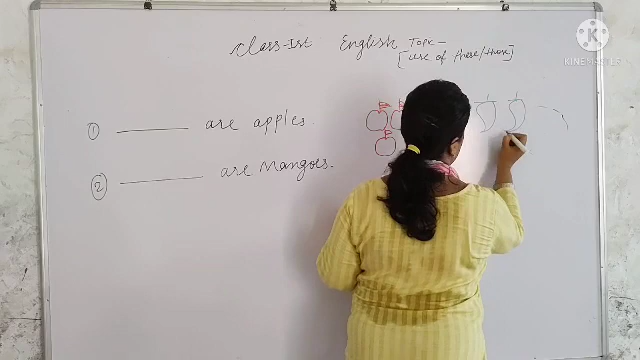 Class-Ist English Topic-
[use of these/those]
① ______ are apples.
② ______ are Mangoes.
KINEMASTER